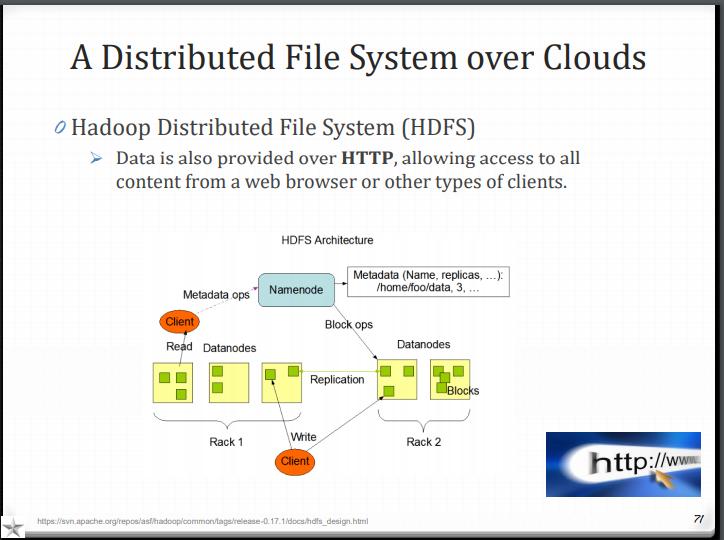 A Distributed File System over Clouds
Hadoop Distributed File System (HDFS)
Data is also provided over HTTP, allowing access to all
content from a web browser or other types of clients.
HDFS Architecture
Namenode
Metadata (Name, replicas, …):
/home/foo/data, 3, …
Metadata ops
Client
Block ops
Read
Datanodes
Datanodes
Replication
Blocks
Rack 1
Write
Rack 2
Client
http://www.
https://svn.apache.org/repos/asf/hadoop/common/tags/release-0.17.1/docs/hdfs_design.html
71